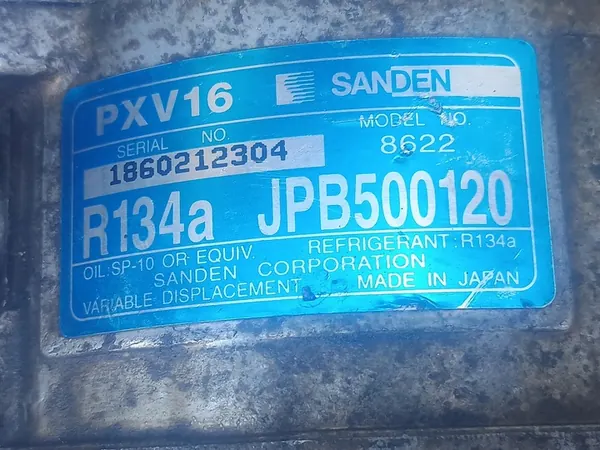 PXV16 SANDEN
SERIAL NO. MODEL NO.
1860212304 8622
R134a JPB500120
OIL:SP-10 OR EQUIV. REFRIGERANT:R134a
SANDEN CORPORATION
VARIABLE DISPLACEMENT MADE IN JAPAN